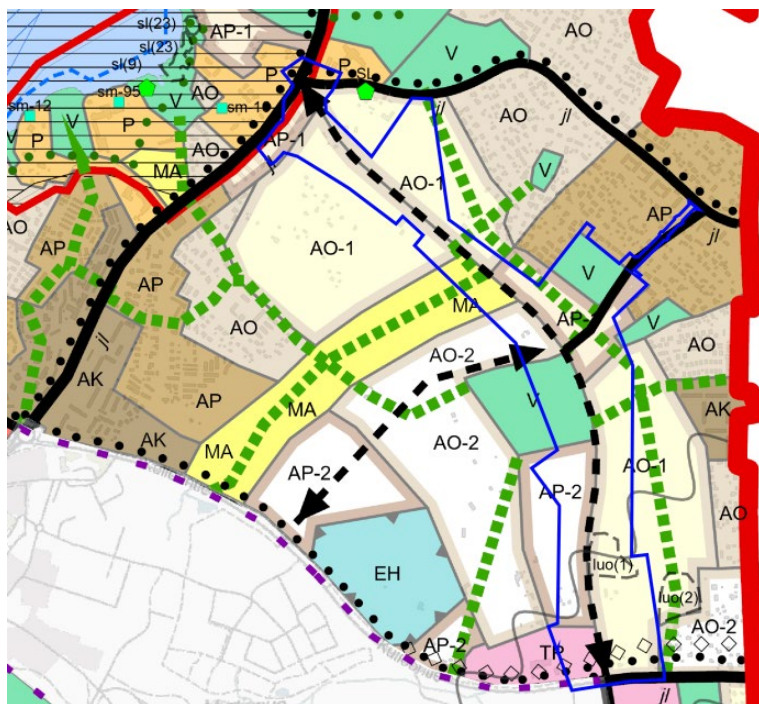 sl(23)
AP-1
V
AO
sl(23)
sl(9)
P
P
SL
sm-95
V
AO
sm-12
sm-1
jl
jl
V
P
V
P
AP-1
AO
V
MA
AO-1
AO
AP
jl
AP
AO-1
V
AP
MA
AP
V
jl
AO
AO-2
AO
AK
AP
MA
V
AK
AO-2
AK
MA
AO-1
AP-2
AP-2
AO
luo(1)
EH
luo(2)
AO-2
AP-2
TP
jl
V